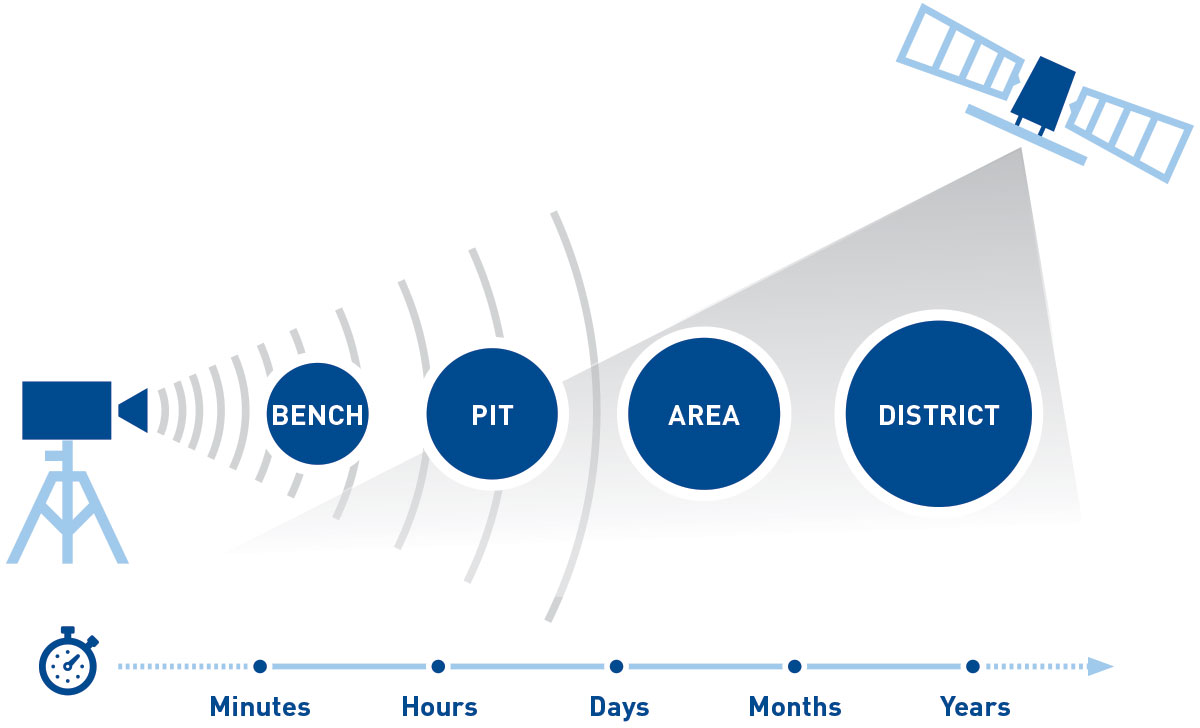 BENCH
PIT
AREA
DISTRICT
Minutes
Hours
Days
Months
Years